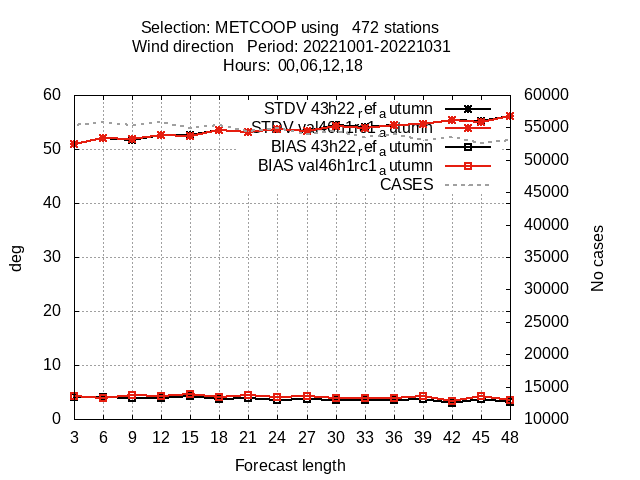 Selection: METCOOP using   472 stations
Wind direction   Period: 20221001-20221031
Hours:  00,06,12,18
60
50
40
30
20
10
0
deg
STDV 43h22_ref_autumn
STDV val46h1rc1_autumn
BIAS 43h22_ref_autumn
BIAS val46h1rc1_autumn
CASES
60000
55000
50000
45000
40000
35000
30000
25000
20000
15000
10000
No cases
3 6 9 12 15 18 21 24 27 30 33 36 39 42 45 48
Forecast length